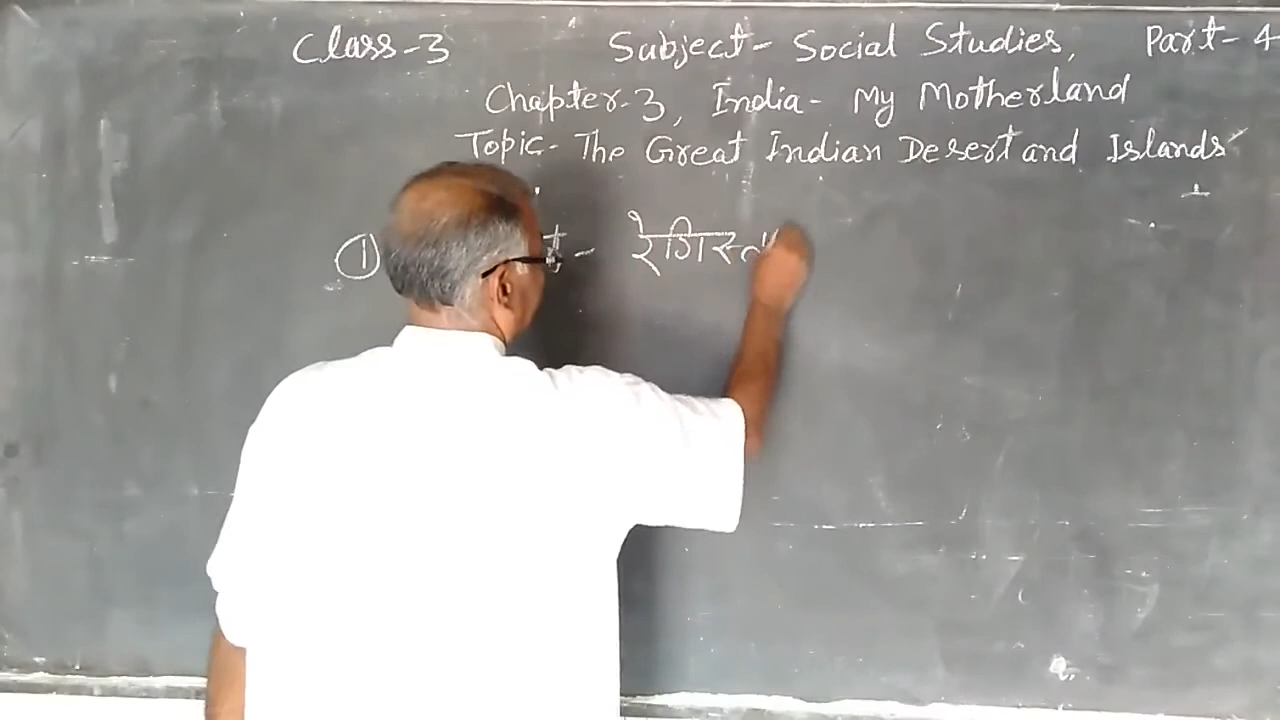 Class-3 Subject- Social Studies, Part- 4
Chapter-3, India- My Motherland
Topic- The Great Indian Desert and Islands
① - रेगिस्त